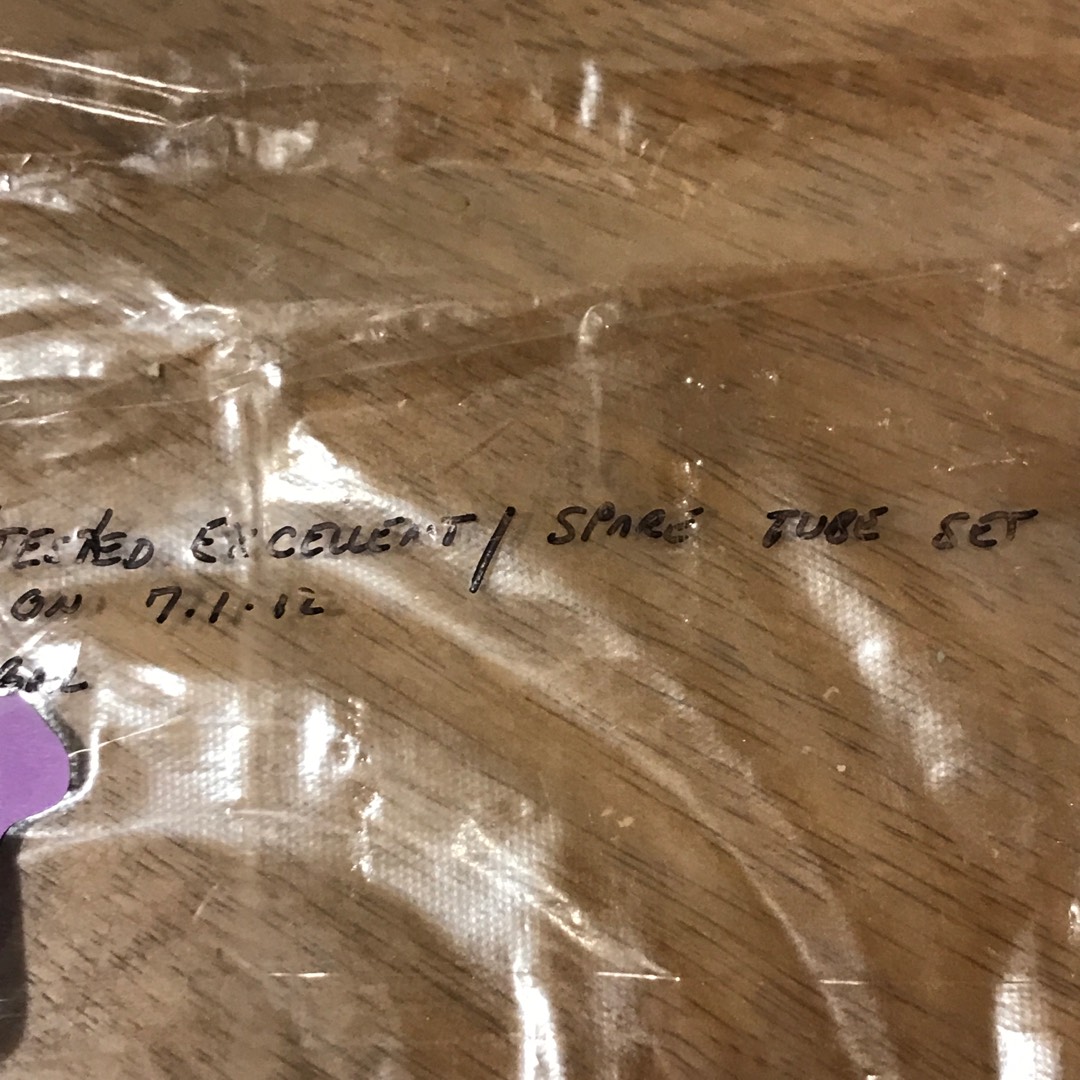 TESTED EXCELLENT / SPARE TUBE SET
ON 7.1.12